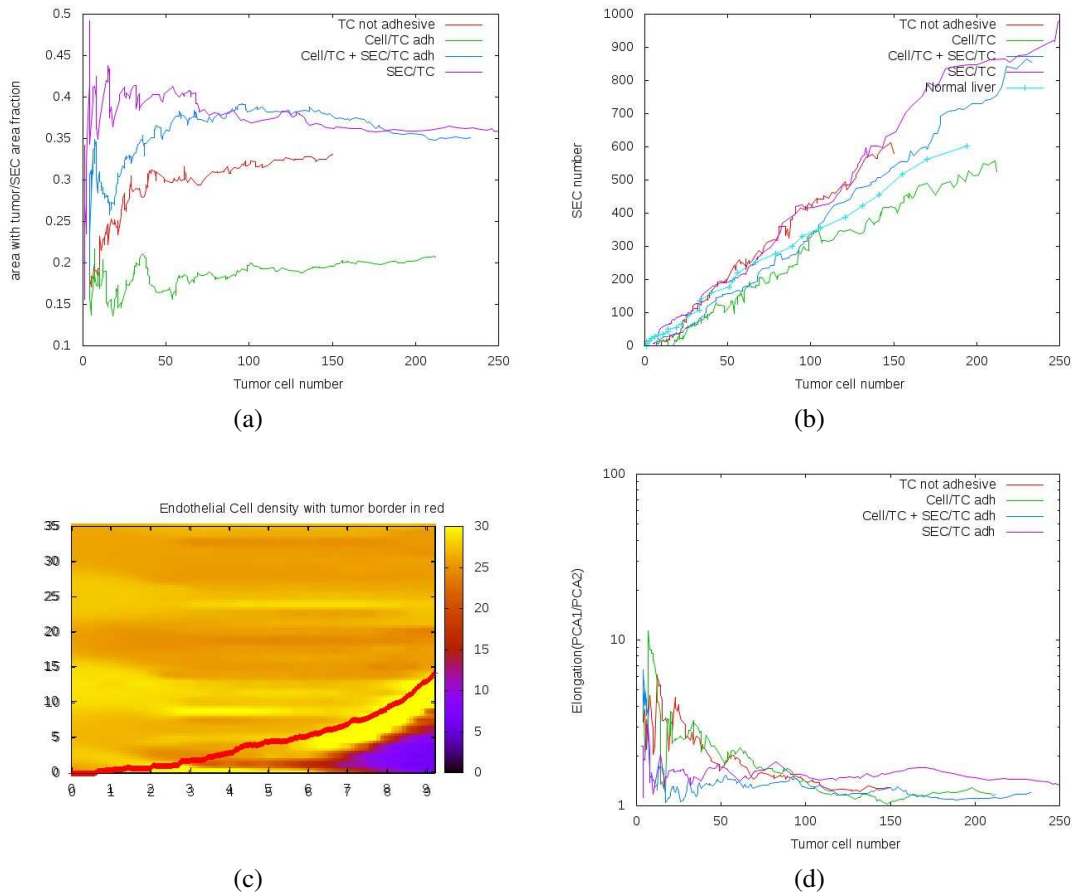 0.5
0.45
0.4
0.35
0.3
0.25
0.2
0.15
0.1
area with tumor/SEC area fraction
TC not adhesive
Cell/TC adh
Cell/TC + SEC/TC adh
SEC/TC
0 50 100 150 200 250
Tumor cell number
(a)
1000
900
800
700
600
500
400
300
200
100
0
SEC number
TC not adhesive
Cell/TC
Cell/TC + SEC/TC
SEC/TC
Normal liver
0 50 100 150 200 250
Tumor cell number
(b)
Endothelial Cell density with tumor border in red
35
30
25
20
15
10
5
0
0 1 2 3 4 5 6 7 8 9
30
25
20
15
10
5
0
(c)
100
10
1
Elongation(PCA1/PCA2)
TC not adhesive
Cell/TC adh
Cell/TC + SEC/TC adh
SEC/TC adh
0 50 100 150 200 250
Tumor cell number
(d)